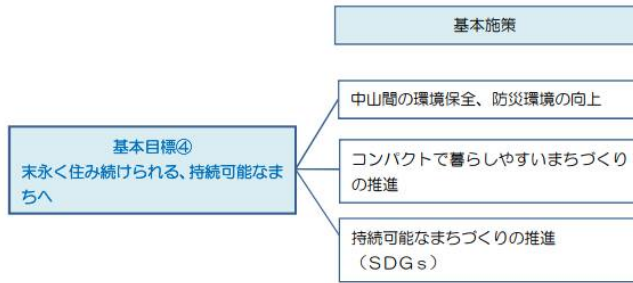 基本施策
中山間の環境保全、防災環境の向上
基本目標④
末永く住み続けられる、持続可能なま
ちへ
コンパクトで暮らしやすいまちづくり
の推進
持続可能なまちづくりの推進
（ＳＤＧｓ）